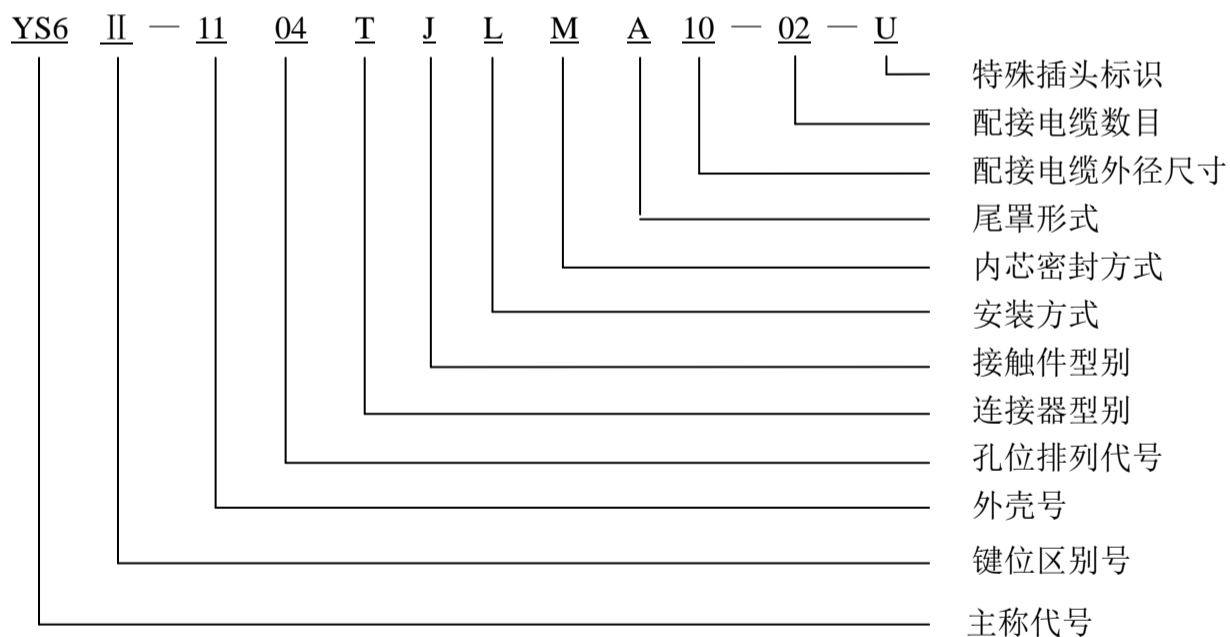 YS6 Ⅱ — 11 04 T J L M A 10 — 02 — U
特殊插头标识
配接电缆数目
配接电缆外径尺寸
尾罩形式
内芯密封方式
安装方式
接触件型别
连接器型别
孔位排列代号
外壳号
键位区别号
主称代号